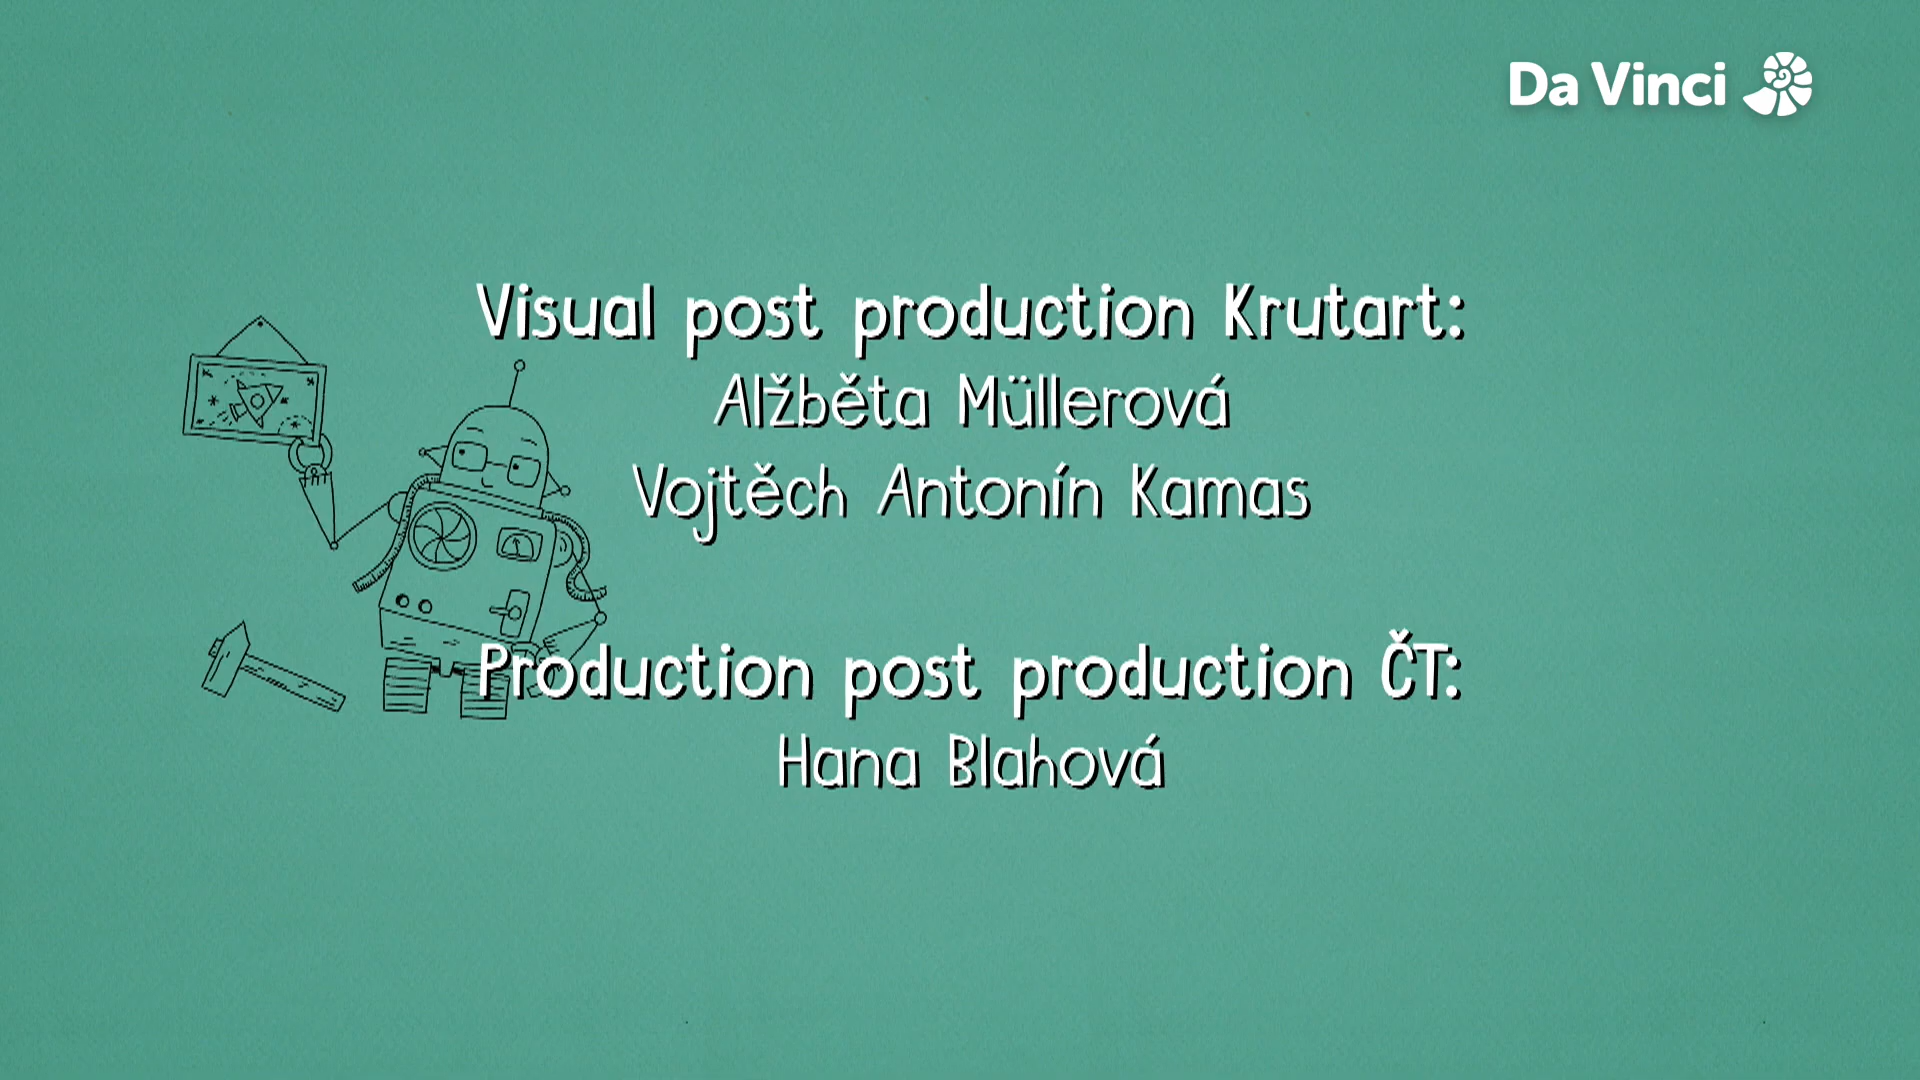 Da Vinci
Visual post production Krutart:
Alžběta Müllerová
Vojtěch Antonín Kamas
Production post production ČT:
Hana Blahová